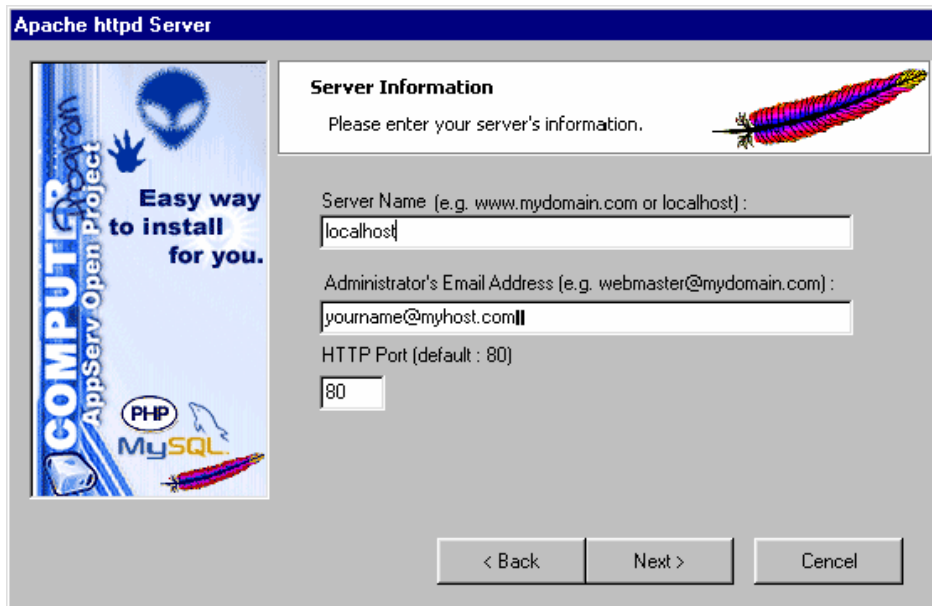 Apache httpd Server
COMPUTER
Program
AppServ Open Project
Easy way
to install
for you.
PHP
MySQL
Server Information
Please enter your server's information.
Server Name (e.g. www.mydomain.com or localhost) :
localhost
Administrator's Email Address (e.g. webmaster@mydomain.com) :
yourname@myhost.com
HTTP Port (default : 80)
80
< Back
Next >
Cencel